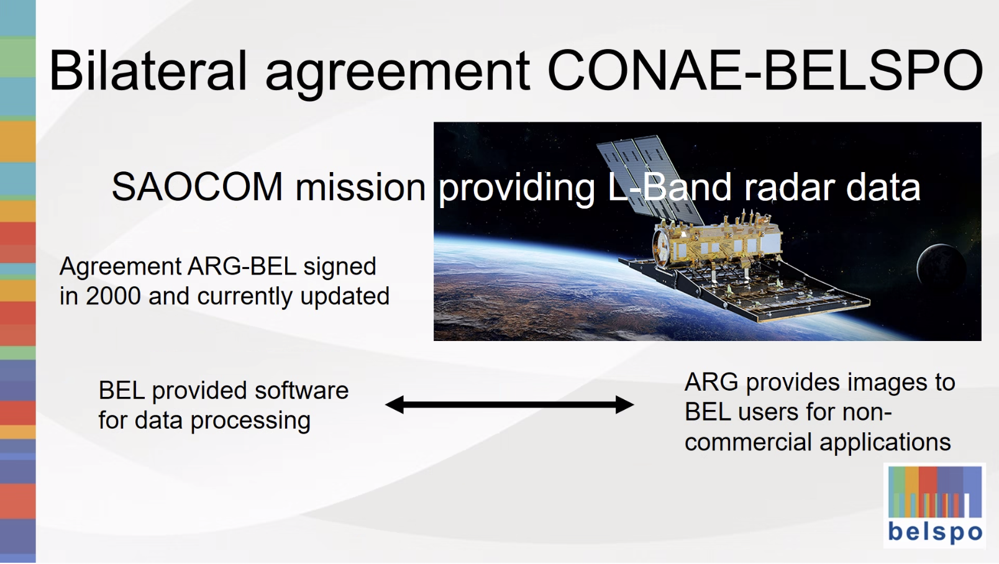 Bilateral agreement CONAE-BELSPO
SAOCOM mission providing L-Band radar data
Agreement ARG-BEL signed
in 2000 and currently updated
BEL provided software
for data processing
ARG provides images to
BEL users for non-
commercial applications
belspo